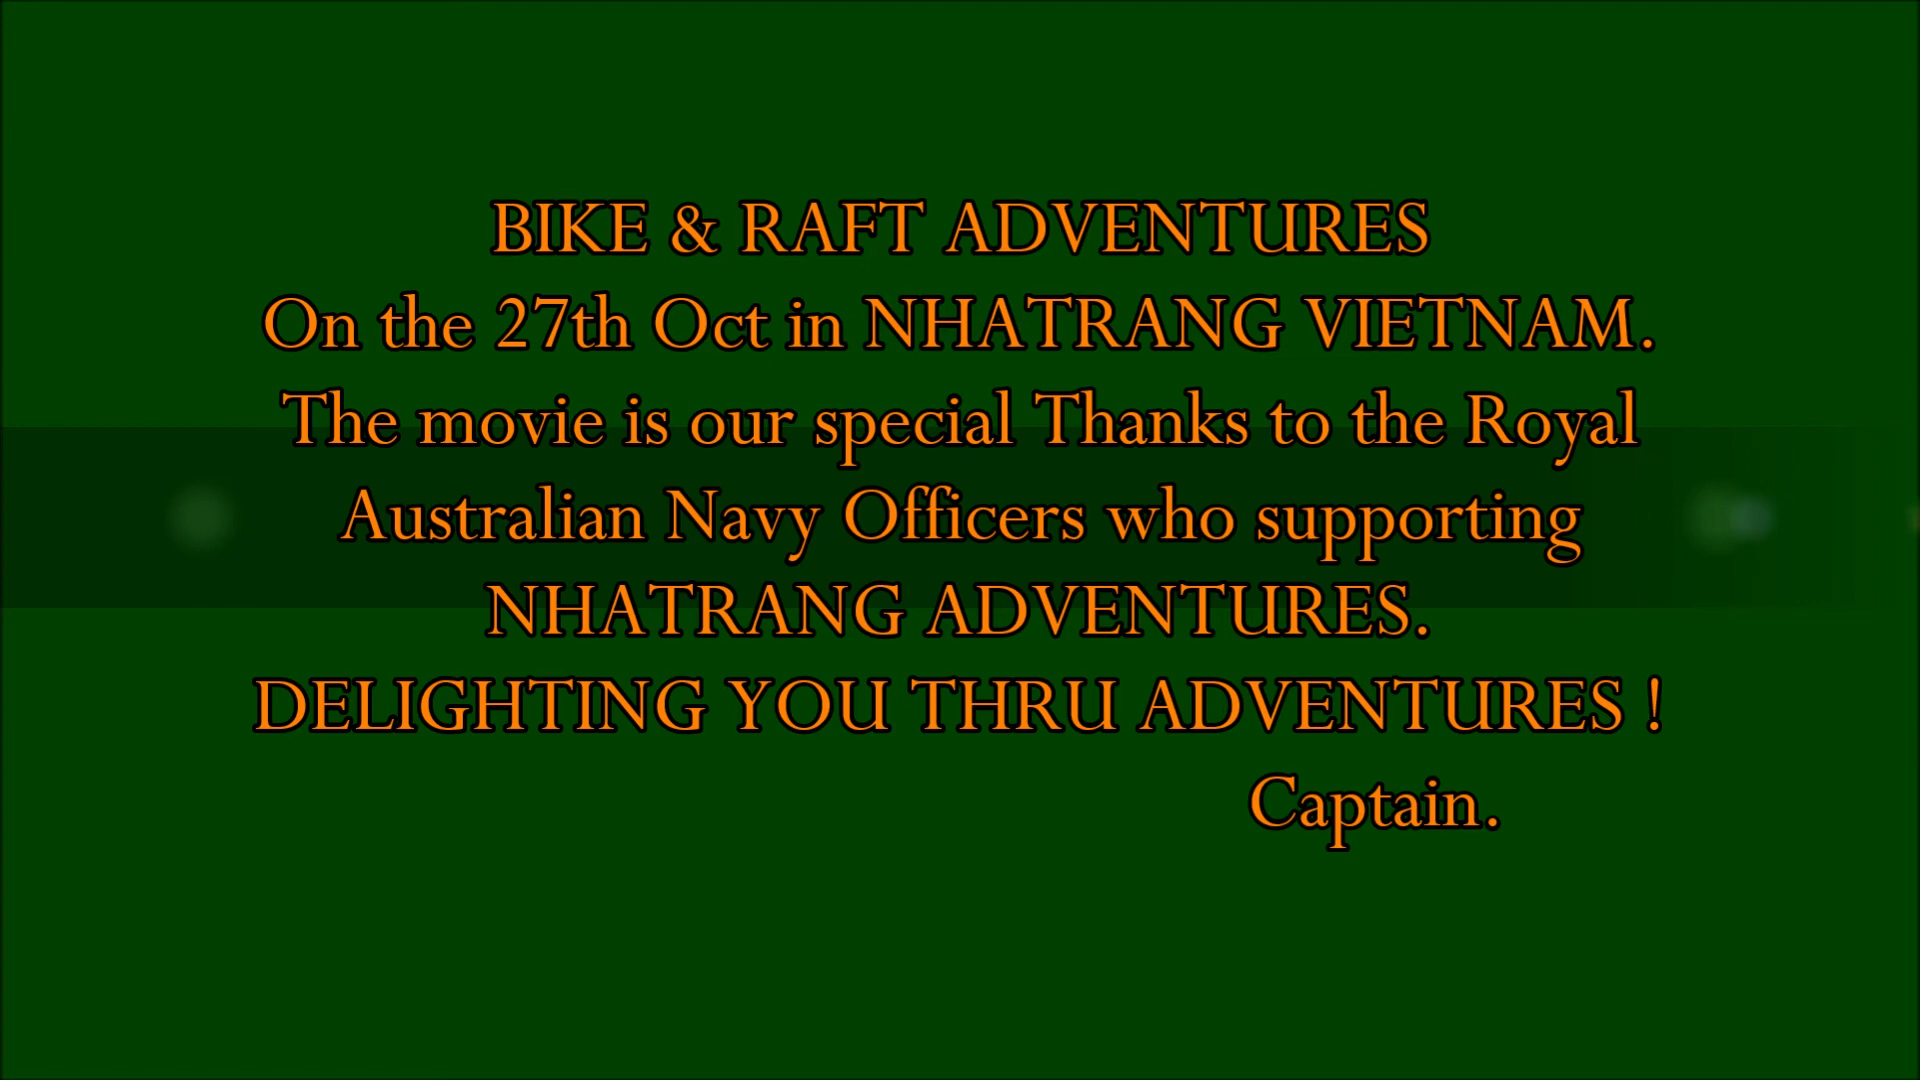 BIKE & RAFT ADVENTURES
On the 27th Oct in NHATRANG VIETNAM.
The movie is our special Thanks to the Royal
Australian Navy Officers who supporting
NHATRANG ADVENTURES.
DELIGHTING YOU THRU ADVENTURES !
Captain.